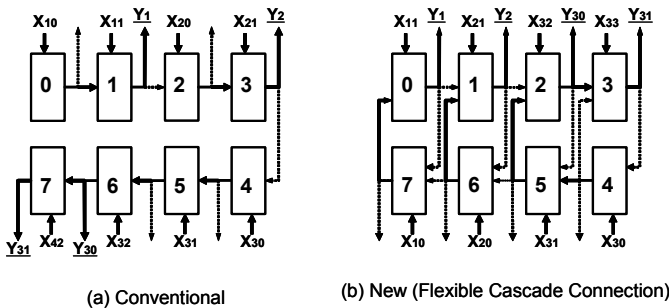 X10 X11 Y1 X20 X21 Y2
0 1 2 3
7 6 5 4
Y31 X42 Y30 X32 X31 X30
(a) Conventional
X11 Y1 X21 Y2 X32 Y30 X33 Y31
0 1 2 3
7 6 5 4
X10 X20 X31 X30
(b) New (Flexible Cascade Connection)